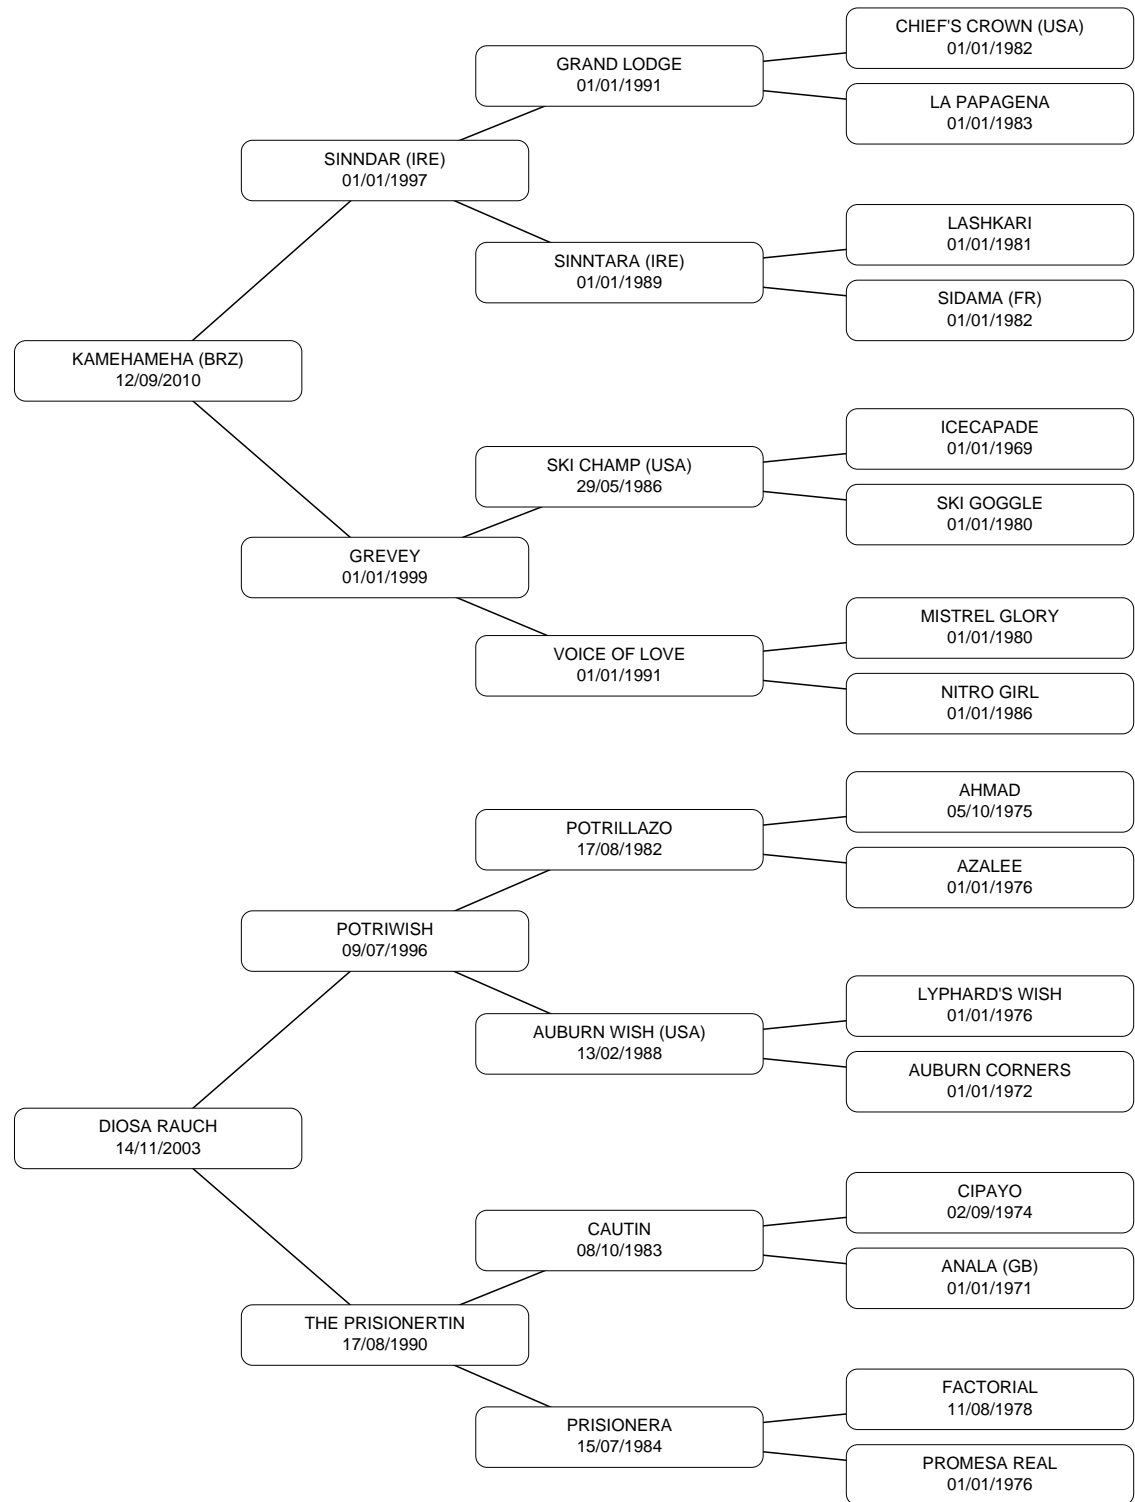 CHIEF'S CROWN (USA)
01/01/1982
GRAND LODGE
01/01/1991
LA PAPAGENA
01/01/1983
SINNDAR (IRE)
01/01/1997
LASHKARI
01/01/1981
SINNTARA (IRE)
01/01/1989
SIDAMA (FR)
01/01/1982
KAMEHAMEHA (BRZ)
12/09/2010
ICECAPADE
01/01/1969
SKI CHAMP (USA)
29/05/1986
SKI GOGGLE
01/01/1980
GREVEY
01/01/1999
MISTREL GLORY
01/01/1980
VOICE OF LOVE
01/01/1991
NITRO GIRL
01/01/1986
AHMAD
05/10/1975
POTRILLAZO
17/08/1982
AZALEE
01/01/1976
POTRIWISH
09/07/1996
LYPHARD'S WISH
01/01/1976
AUBURN WISH (USA)
13/02/1988
AUBURN CORNERS
01/01/1972
DIOSA RAUCH
14/11/2003
CIPAYO
02/09/1974
CAUTIN
08/10/1983
ANALA (GB)
01/01/1971
THE PRISIONERTIN
17/08/1990
FACTORIAL
11/08/1978
PRISIONERA
15/07/1984
PROMESA REAL
01/01/1976